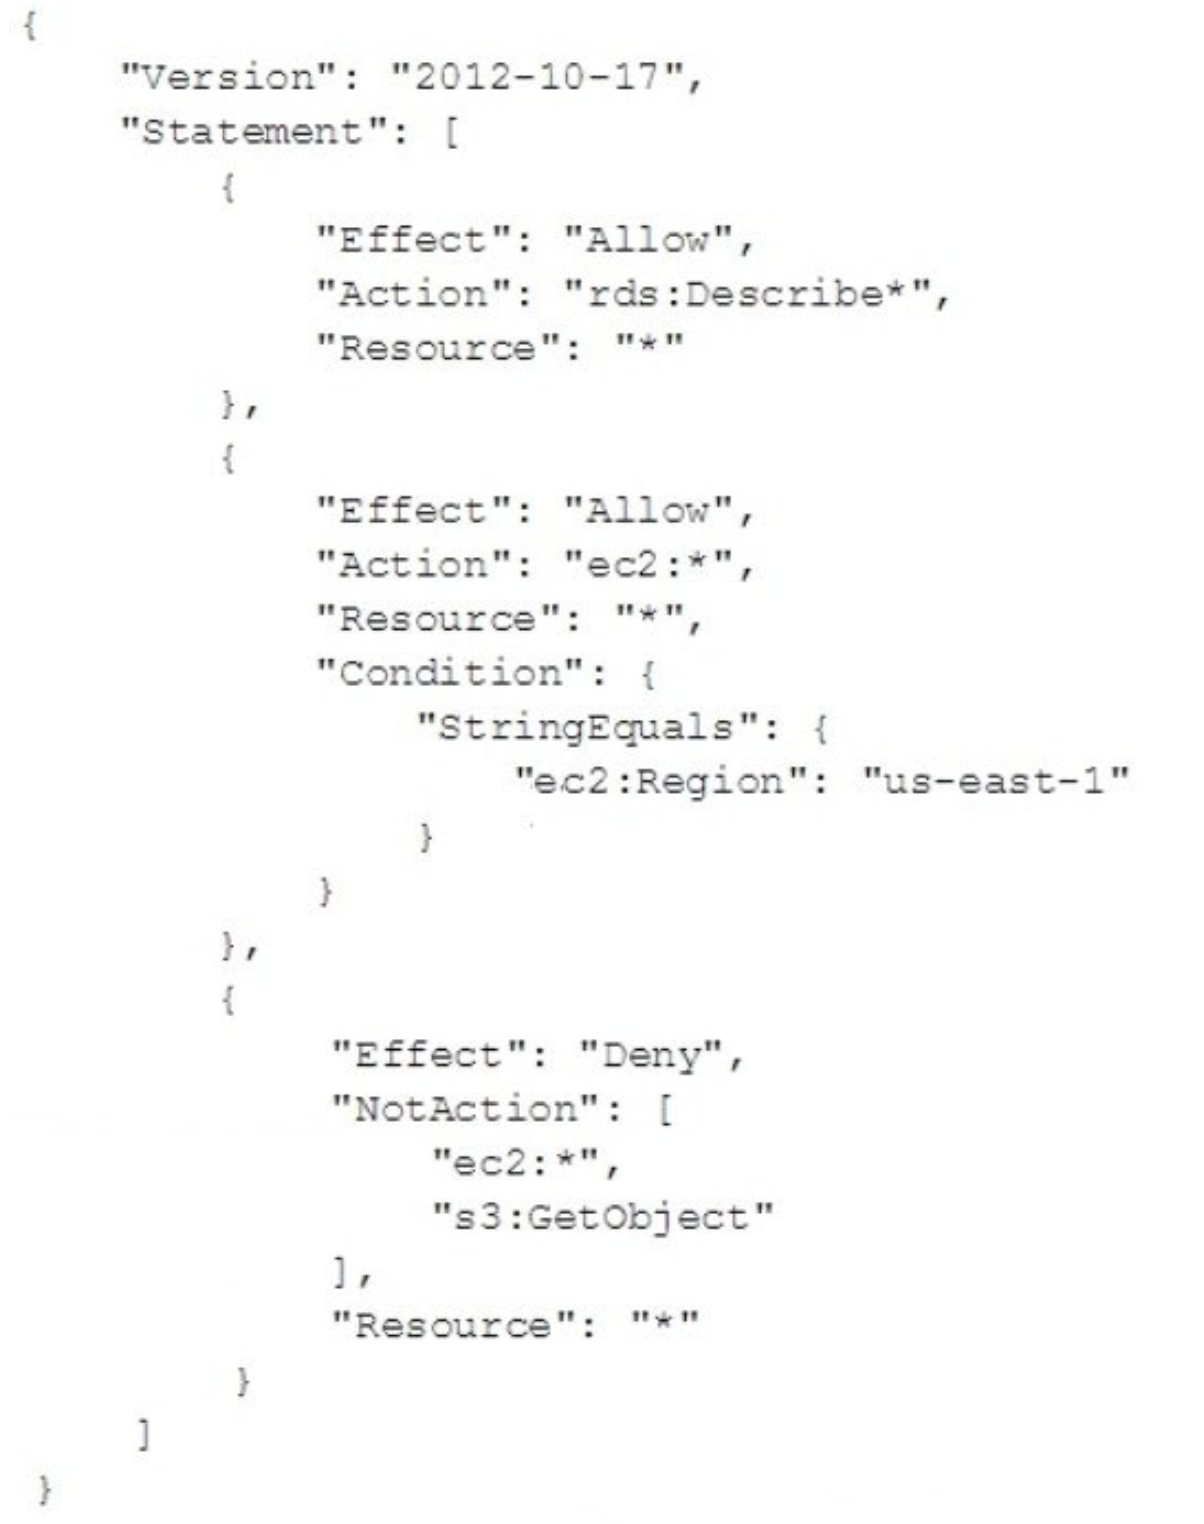 {
"Version": "2012-10-17",
"Statement": [
{
"Effect": "Allow",
"Action": "rds:Describe*",
"Resource": "*"
},
{
"Effect": "Allow",
"Action": "ec2:*",
"Resource": "*",
"Condition": {
"StringEquals": {
"ec2:Region": "us-east-1"
}
}
},
{
"Effect": "Deny",
"NotAction": [
"ec2:*",
"s3:GetObject"
],
"Resource": "*"
}
]
}